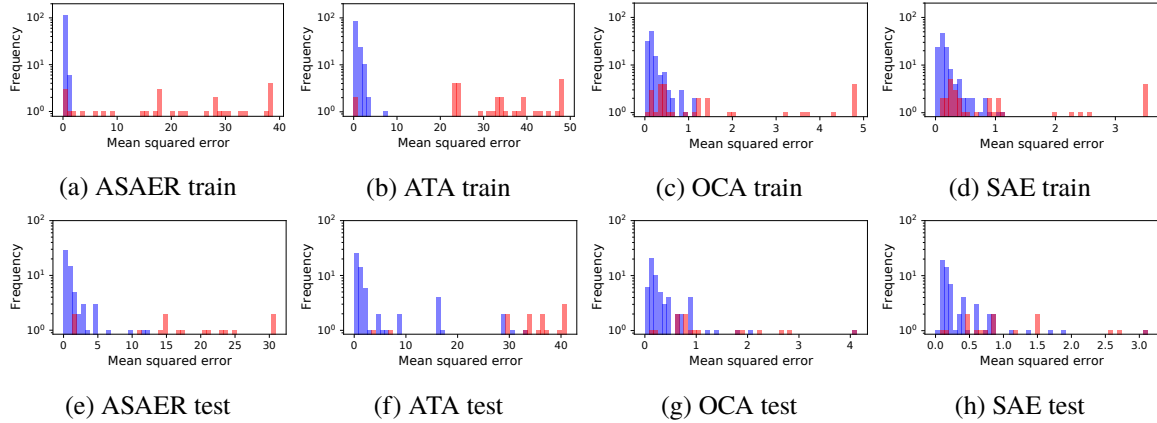 10² 10¹ 10⁰ Frequency 0 10 20 30 40 Mean squared error
10² 10¹ 10⁰ Frequency 0 10 20 30 40 50 Mean squared error
10² 10¹ 10⁰ Frequency 0 1 2 3 4 5 Mean squared error
10² 10¹ 10⁰ Frequency 0 1 2 3 Mean squared error
(a) ASAER train (b) ATA train (c) OCA train (d) SAE train
10² 10¹ 10⁰ Frequency 0 5 10 15 20 25 30 Mean squared error
10² 10¹ 10⁰ Frequency 0 10 20 30 40 Mean squared error
10² 10¹ 10⁰ Frequency 0 1 2 3 4 Mean squared error
10² 10¹ 10⁰ Frequency 0.0 0.5 1.0 1.5 2.0 2.5 3.0 Mean squared error
(e) ASAER test (f) ATA test (g) OCA test (h) SAE test